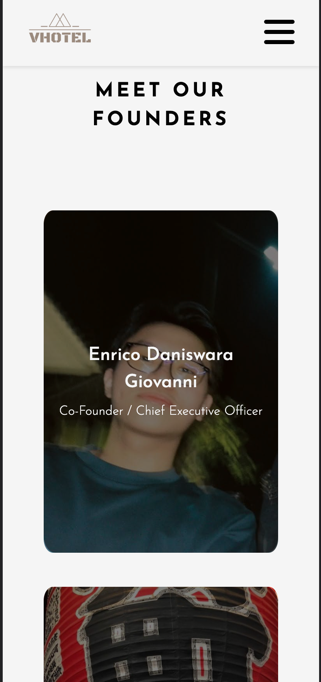 VHOTEL
MEET OUR
FOUNDERS
Enrico Daniswara
Giovanni
Co-Founder / Chief Executive Officer